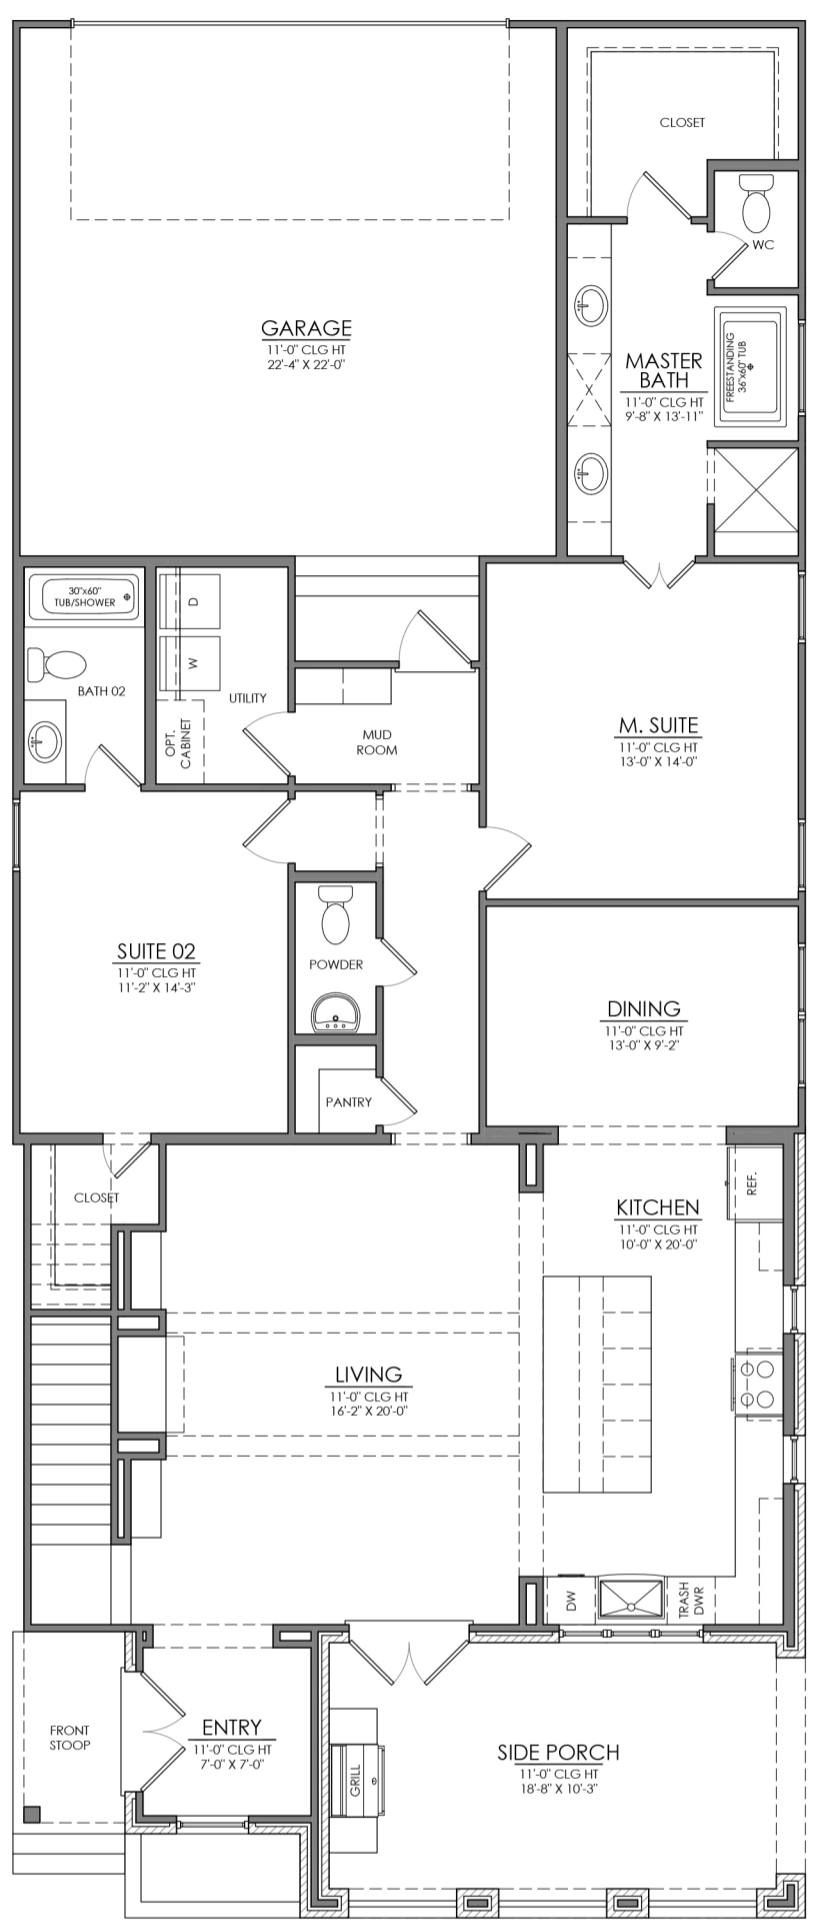 CLOSET
WC
GARAGE
11'-0" CLG HT
22'-4" X 22'-0"
MASTER
BATH
11'-0" CLG HT
9'-8" X 13'-11"
FREESTANDING
36"x60" TUB
X
30"x60"
TUB/SHOWER
D
W
BATH 02
UTILITY
OPT.
CABINET
MUD
ROOM
M. SUITE
11'-0" CLG HT
13'-0" X 14'-0"
SUITE 02
11'-0" CLG HT
11'-2" X 14'-3"
POWDER
DINING
11'-0" CLG HT
13'-0" X 9'-2"
PANTRY
CLOSET
REF.
KITCHEN
11'-0" CLG HT
10'-0" X 20'-0"
LIVING
11'-0" CLG HT
16'-2" X 20'-0"
DW
TRASH
DWR
FRONT
STOOP
ENTRY
11'-0" CLG HT
7'-0" X 7'-0"
GRILL
SIDE PORCH
11'-0" CLG HT
18'-8" X 10'-3"